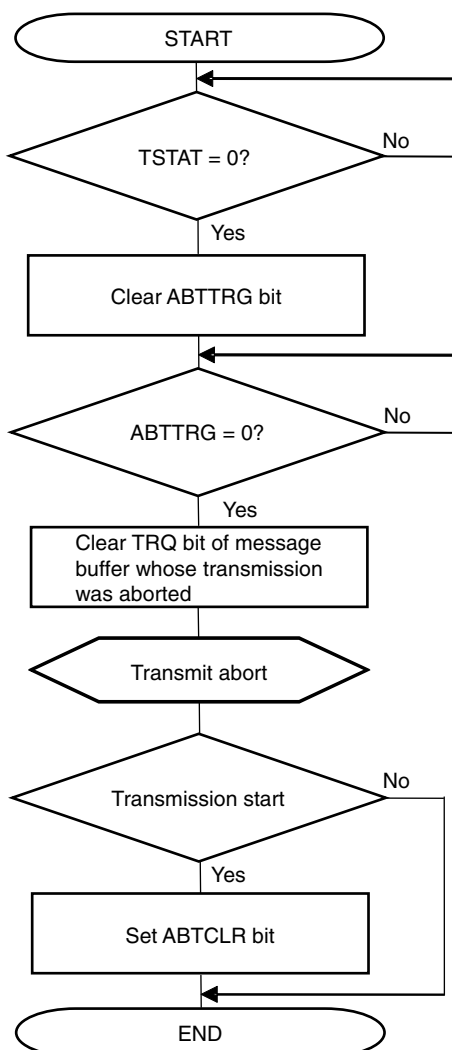 START
TSTAT = 0?
No
Yes
Clear ABTTRG bit
ABTTRG = 0?
No
Yes
Clear TRQ bit of message
buffer whose transmission
was aborted
Transmit abort
Transmission start
No
Yes
Set ABTCLR bit
END